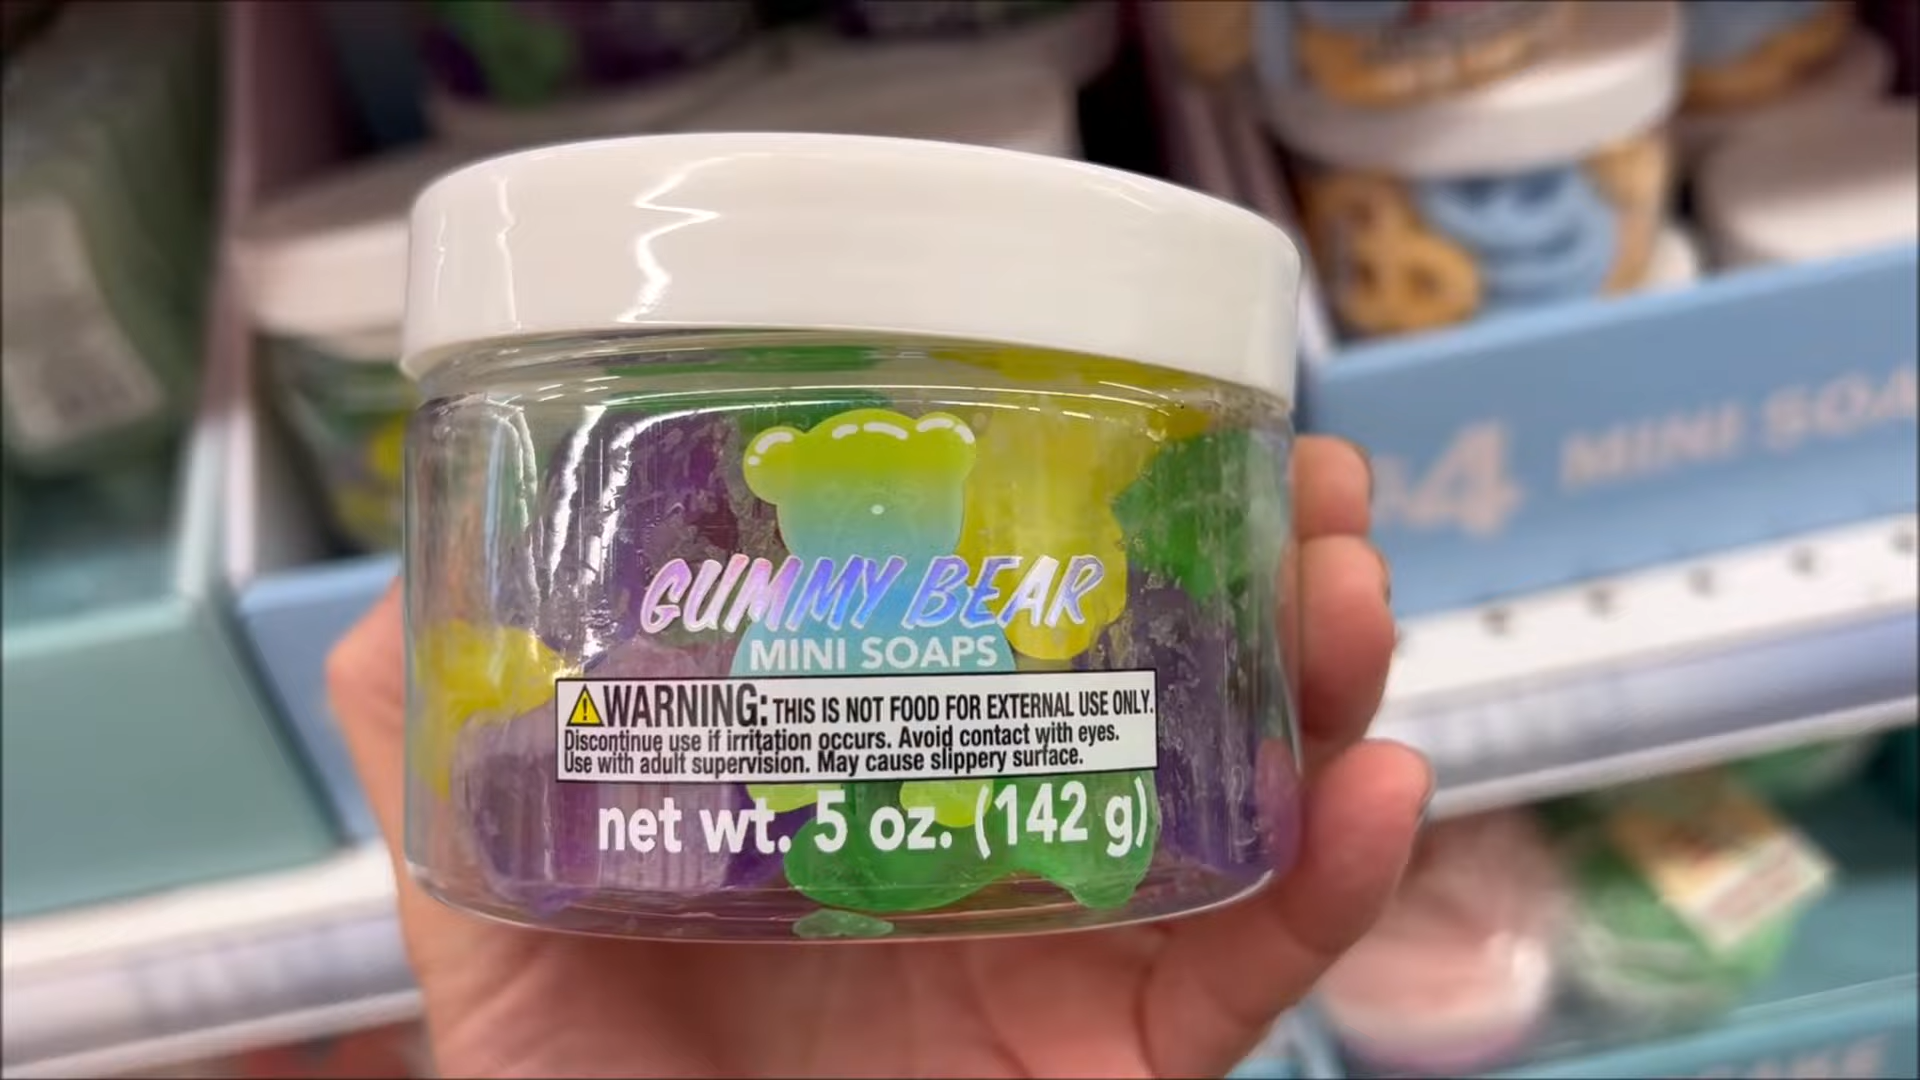 GUMMY BEAR
MINI SOAPS
WARNING: THIS IS NOT FOOD FOR EXTERNAL USE ONLY.
Discontinue use if irritation occurs. Avoid contact with eyes.
Use with adult supervision. May cause slippery surface.
net wt. 5 oz. (142 g)
4 MINI SOA